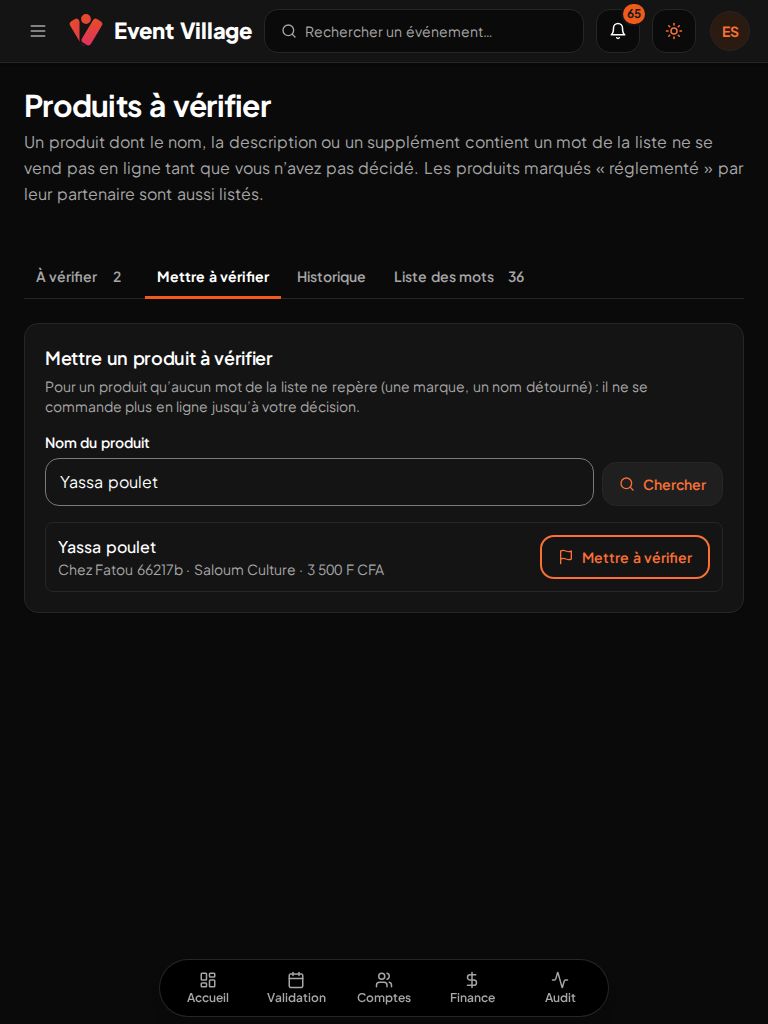 Event Village
Rechercher un événement…
65
ES
Produits à vérifier
Un produit dont le nom, la description ou un supplément contient un mot de la liste ne se
vend pas en ligne tant que vous n’avez pas décidé. Les produits marqués « réglementé » par
leur partenaire sont aussi listés.
À vérifier 2
Mettre à vérifier
Historique
Liste des mots 36
Mettre un produit à vérifier
Pour un produit qu’aucun mot de la liste ne repère (une marque, un nom détourné) : il ne se
commande plus en ligne jusqu’à votre décision.
Nom du produit
Yassa poulet
Chercher
Yassa poulet
Chez Fatou 66217b · Saloum Culture · 3 500 F CFA
Mettre à vérifier
Accueil
Validation
Comptes
Finance
Audit